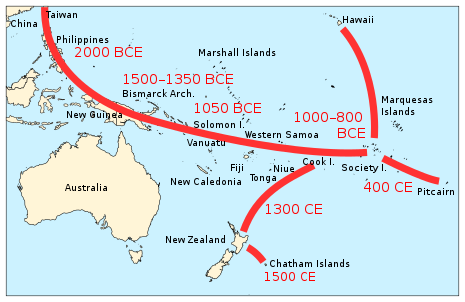 Taiwan
China
Hawaii
Philippines
2000 BCE
Marshall Islands
1500–1350 BCE
Bismarck Arch.
Marquesas
Islands
1050 BCE
New Guinea
1000–800
BCE
Solomon I.
Western Samoa
Vanuatu
Cook I.
Fiji
Niue
Society I.
Tonga
New Caledonia
400 CE
Pitcairn
Australia
1300 CE
New Zealand
Chatham Islands
1500 CE